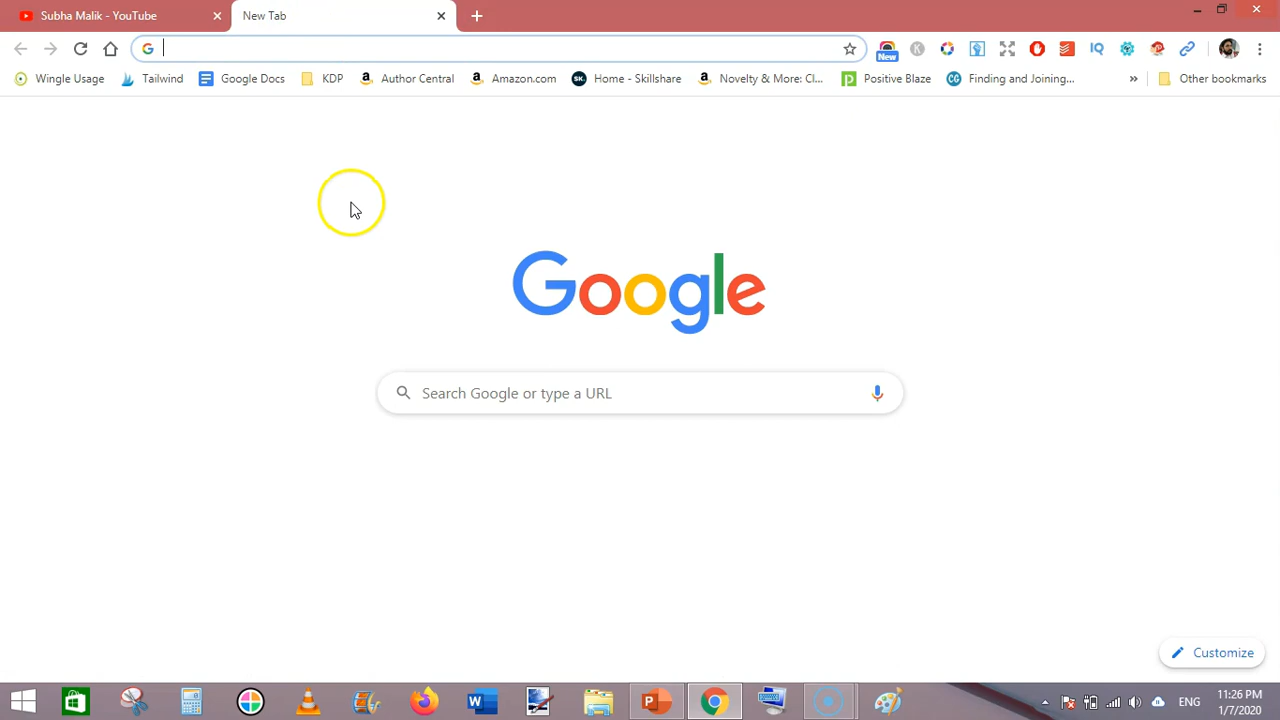 Subha Malik - YouTube
New Tab
New
IQ
Wingle Usage
Tailwind
Google Docs
KDP
Author Central
Amazon.com
SK.
Home - Skillshare
Novelty & More: Cl...
Positive Blaze
CG
Finding and Joining...
»
Other bookmarks
Google
Search Google or type a URL
Customize
ENG
11:26 PM
1/7/2020